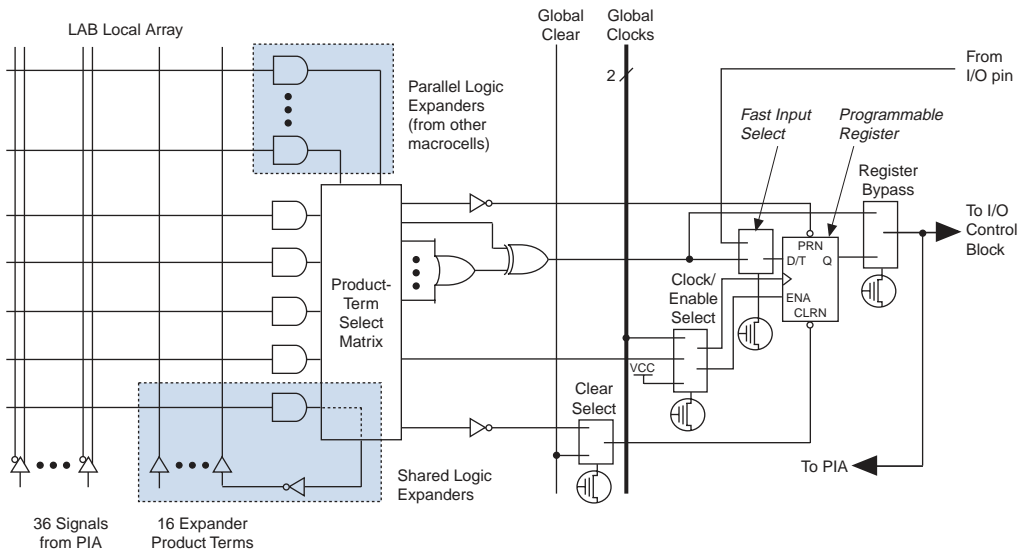 LAB Local Array
Global
Clear
Global
Clocks
2
From
I/O pin
Parallel Logic
Expanders
(from other
macrocells)
Fast Input
Select
Programmable
Register
Register
Bypass
To I/O
Control
Block
PRN
D/T Q
ENA
CLRN
Product-
Term
Select
Matrix
Clock/
Enable
Select
VCC
Clear
Select
To PIA
Shared Logic
Expanders
36 Signals
from PIA
16 Expander
Product Terms